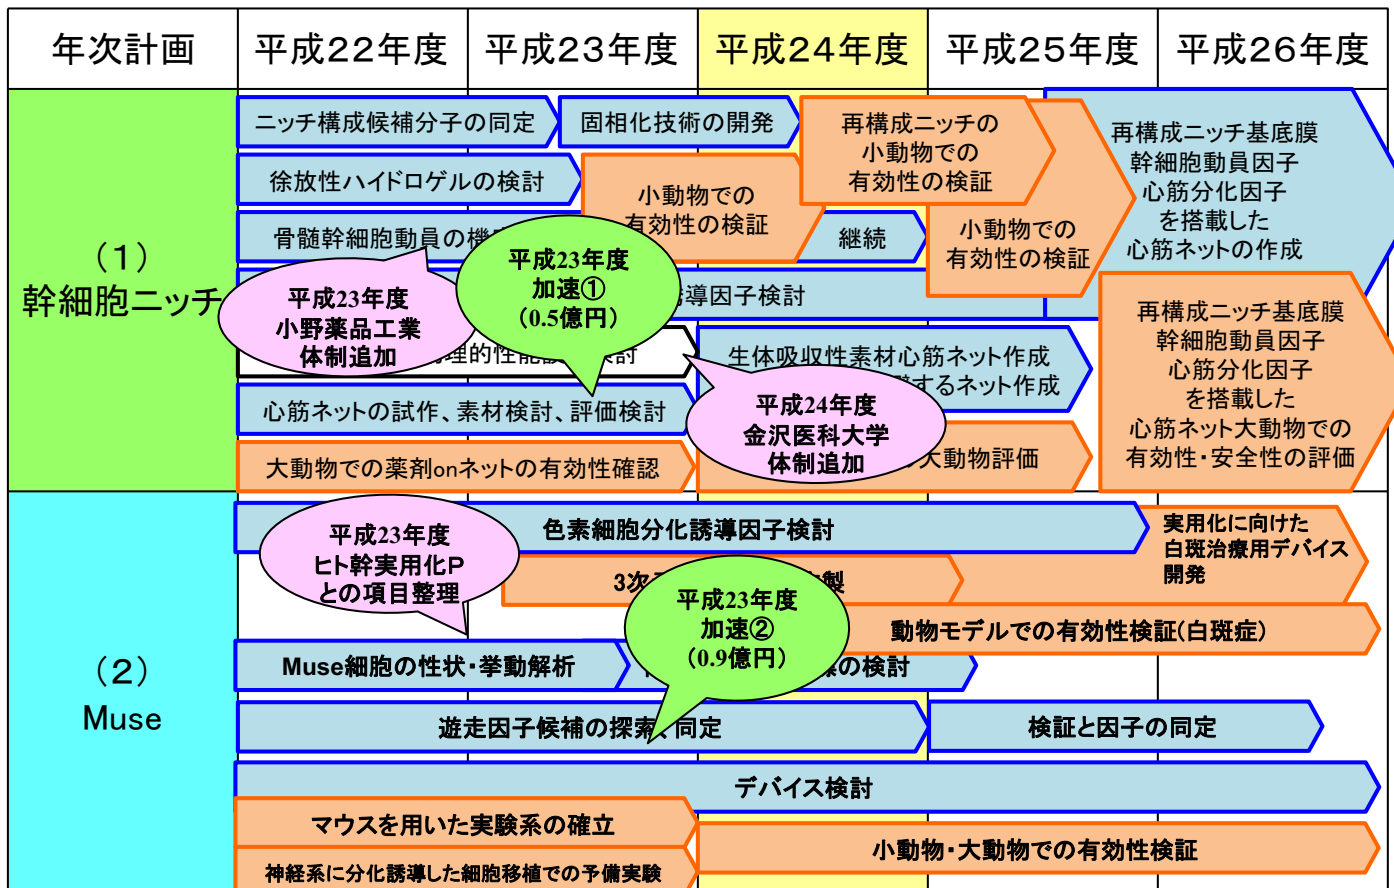 年次計画
平成22年度
平成23年度
平成24年度
平成25年度
平成26年度
(1)
幹細胞ニッチ
ニッチ構成候補分子の同定
固相化技術の開発
再構成ニッチの
小動物での
有効性の検証
再構成ニッチ基底膜
幹細胞動員因子
心筋分化因子
を搭載した
心筋ネットの作成
徐放性ハイドロゲルの検討
小動物での
有効性の検証
小動物での
有効性の検証
骨髄幹細胞動員の機
継続
平成23年度
小野薬品工業
体制追加
平成23年度
加速①
(0.5億円)
導因子検討
理的性能
検討
生体吸収性素材心筋ネット作成
するネット作成
再構成ニッチ基底膜
幹細胞動員因子
心筋分化因子
を搭載した
心筋ネット大動物での
有効性・安全性の評価
心筋ネットの試作、素材検討、評価検討
平成24年度
金沢医科大学
体制追加
大動物での薬剤onネットの有効性確認
大動物評価
(2)
Muse
色素細胞分化誘導因子検討
実用化に向けた
白斑治療用デバイス
開発
平成23年度
ヒト幹実用化P
との項目整理
3次
製
平成23年度
加速②
(0.9億円)
動物モデルでの有効性検証(白斑症)
Muse細胞の性状・挙動解析
の検討
遊走因子候補の探索、同定
検証と因子の同定
デバイス検討
マウスを用いた実験系の確立
小動物・大動物での有効性検証
神経系に分化誘導した細胞移植での予備実験